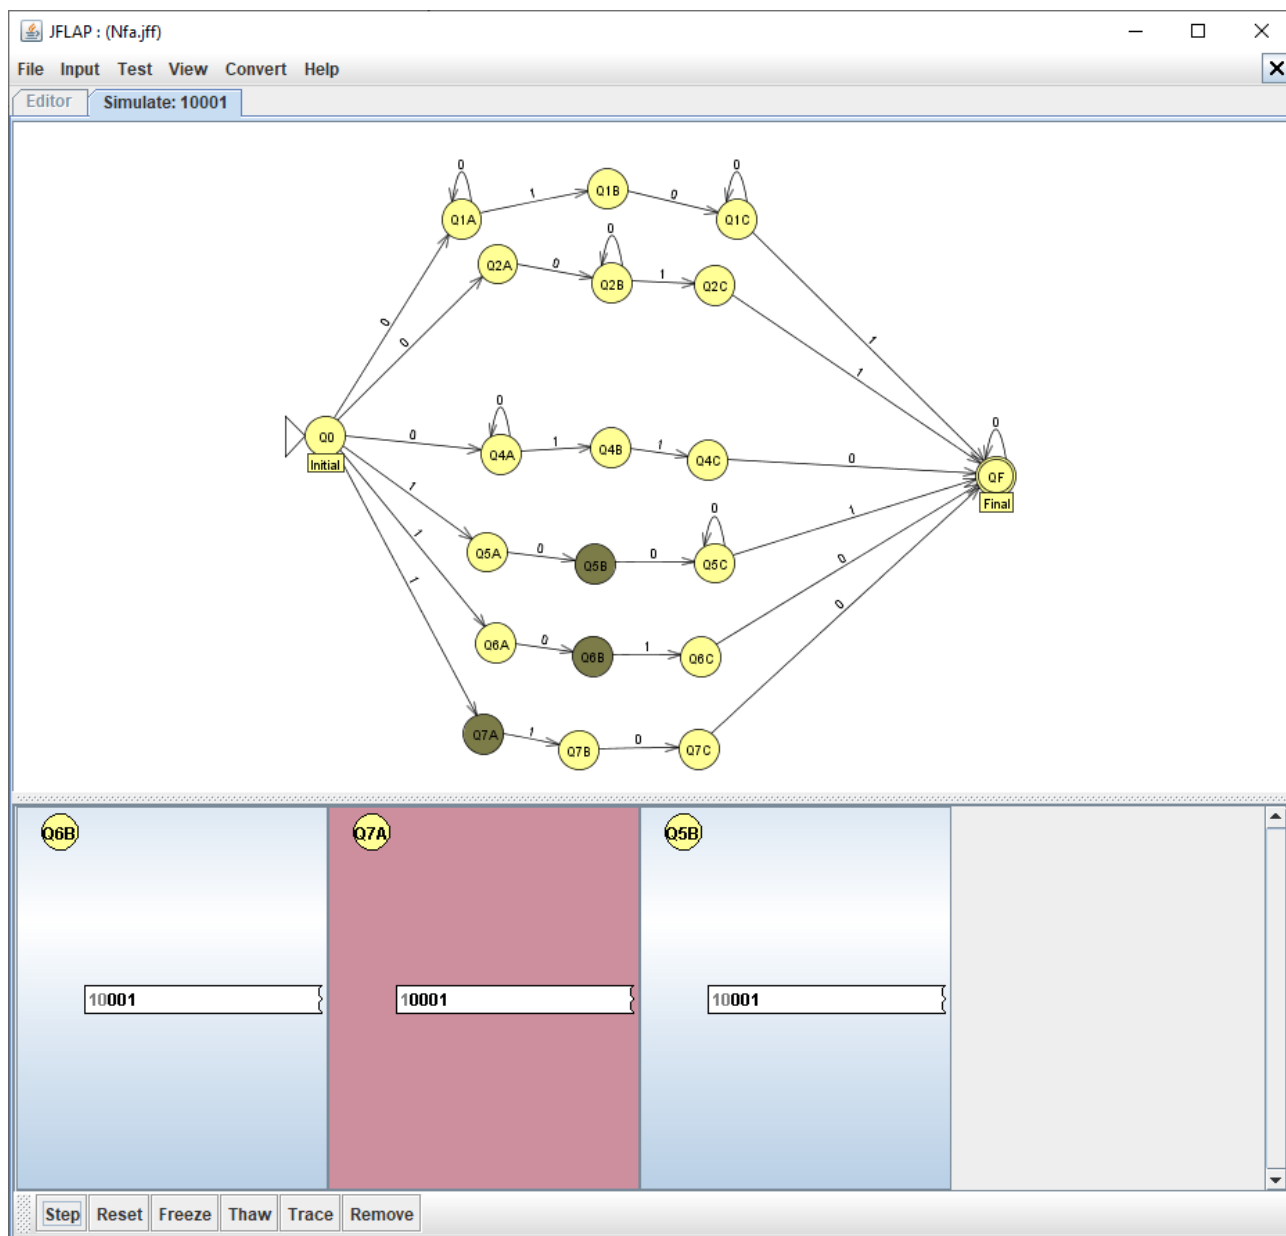 JFLAP : (Nfa.jff)
File Input Test View Convert Help
Editor Simulate: 10001
0 0
Q1A 1 Q1B 0 Q1C
0
Q2A 0 Q2B 1 Q2C
0 0 1 1
0 0
Q0 0 Q4A 1 Q4B 1 Q4C 0 QF
Initial Final
1 0 1
Q5A 0 Q5B 0 Q5C
1 0
Q6A 0 Q6B 1 Q6C
1 0
Q7A 1 Q7B 0 Q7C
Q6B Q7A Q5B
10001 10001 10001
Step Reset Freeze Thaw Trace Remove